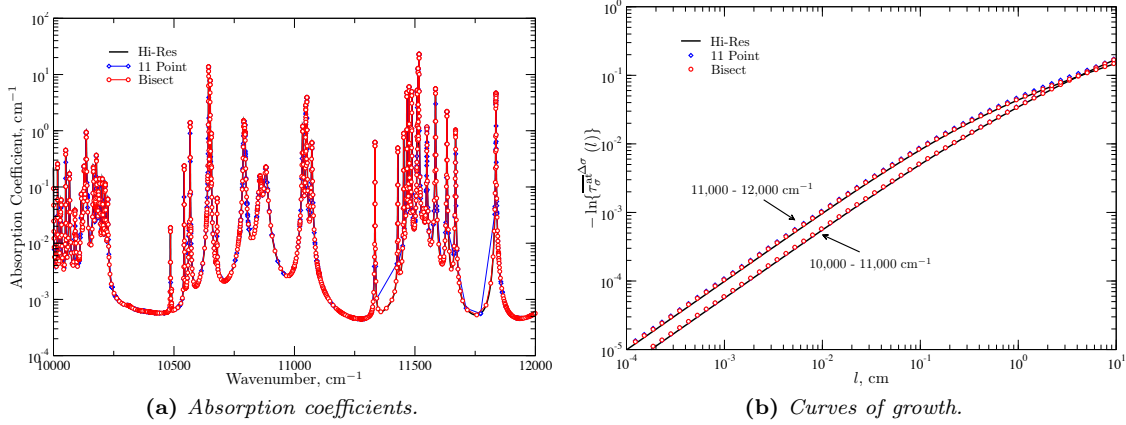 10²
10¹
10⁰
10⁻¹
10⁻²
10⁻³
10⁻⁴
Absorption Coefficient, cm⁻¹
Hi-Res
11 Point
Bisect
10000
10500
11000
11500
12000
Wavenumber, cm⁻¹
(a) Absorption coefficients.
10⁰
10⁻¹
10⁻²
10⁻³
10⁻⁴
10⁻⁵
− ln{τ̅σᵃᵗ^Δσ (l)}
Hi-Res
11 Point
Bisect
11,000 - 12,000 cm⁻¹
10,000 - 11,000 cm⁻¹
10⁻⁴
10⁻³
10⁻²
10⁻¹
10⁰
10¹
l, cm
(b) Curves of growth.